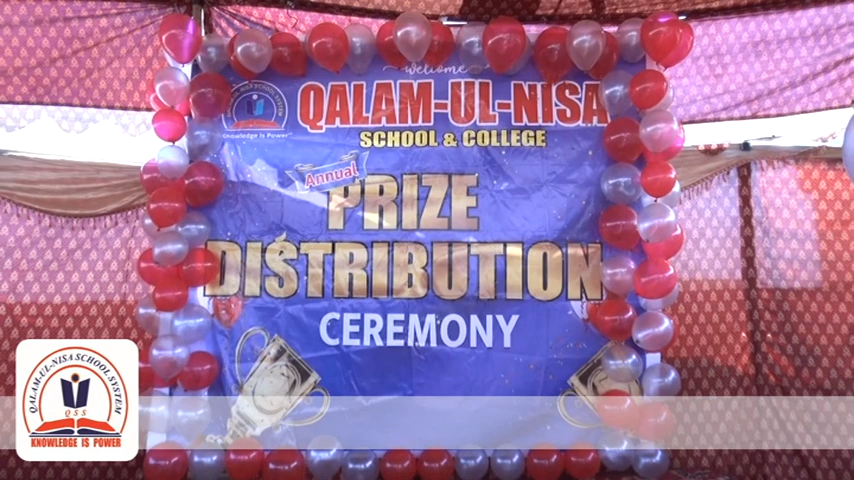 welcome
QALAM-UL-NISA
SCHOOL & COLLEGE
Knowledge Is Power
Annual
PRIZE
DISTRIBUTION
CEREMONY
QALAM-UL-NISA SCHOOL SYSTEM
QSS
KNOWLEDGE IS POWER